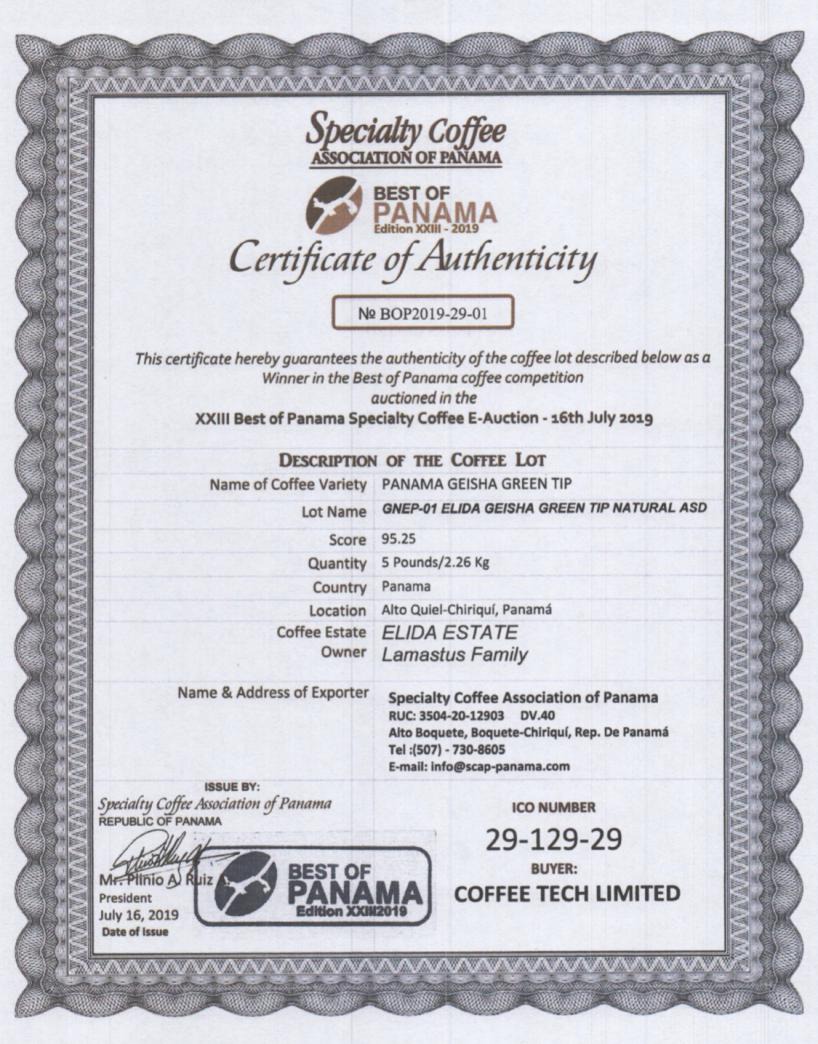 Specialty Coffee
ASSOCIATION OF PANAMA
BEST OF
PANAMA
Edition XXIII - 2019
Certificate of Authenticity
№ BOP2019-29-01
This certificate hereby guarantees the authenticity of the coffee lot described below as a
Winner in the Best of Panama coffee competition
auctioned in the
XXIII Best of Panama Specialty Coffee E-Auction - 16th July 2019
DESCRIPTION OF THE COFFEE LOT
Name of Coffee Variety PANAMA GEISHA GREEN TIP
Lot Name GNEP-01 ELIDA GEISHA GREEN TIP NATURAL ASD
Score 95.25
Quantity 5 Pounds/2.26 Kg
Country Panama
Location Alto Quiel-Chiriquí, Panamá
Coffee Estate ELIDA ESTATE
Owner Lamastus Family
Name & Address of Exporter Specialty Coffee Association of Panama
RUC: 3504-20-12903 DV.40
Alto Boquete, Boquete-Chiriquí, Rep. De Panamá
Tel :(507) - 730-8605
E-mail: info@scap-panama.com
ISSUE BY:
Specialty Coffee Association of Panama
REPUBLIC OF PANAMA
Mr. Plinio A. Ruiz
President
July 16, 2019
Date of Issue
BEST OF
PANAMA
Edition XXIII2019
ICO NUMBER
29-129-29
BUYER:
COFFEE TECH LIMITED